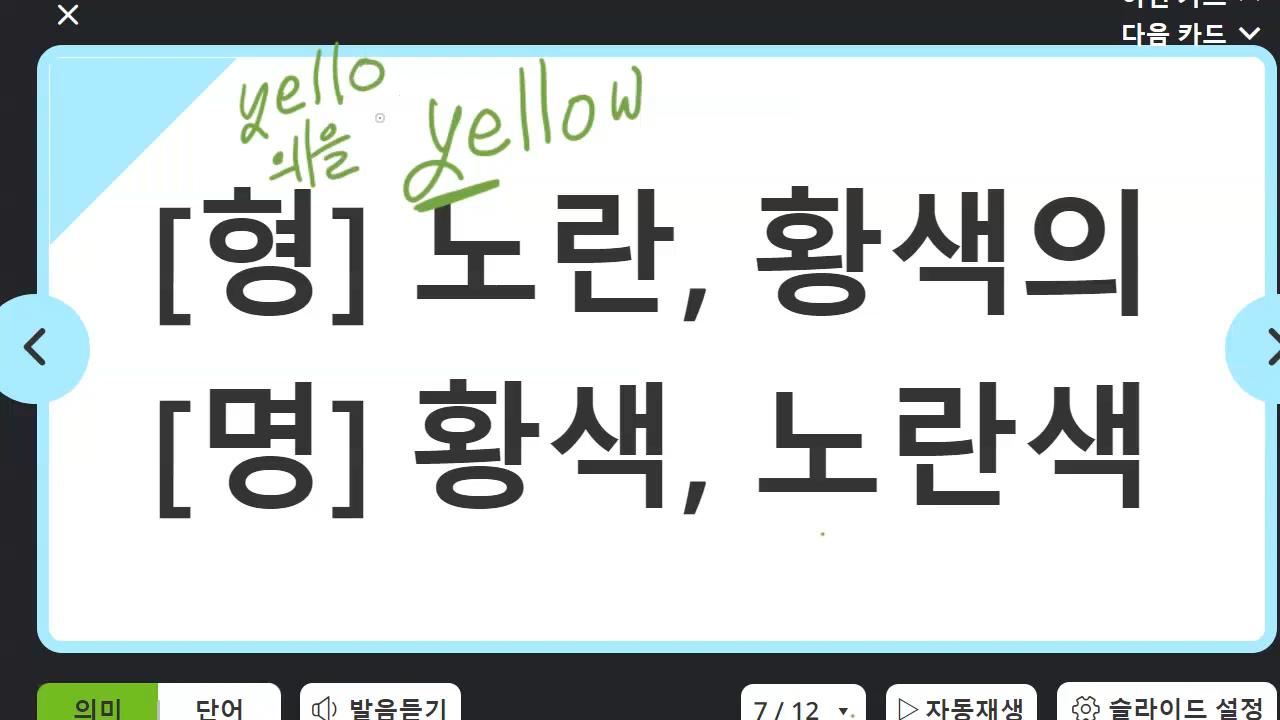 다음 카드
yello
yellow
[형] 노란, 황색의
[명] 황색, 노란색
의미
단어
발음듣기
7 / 12
자동재생
슬라이드 설정